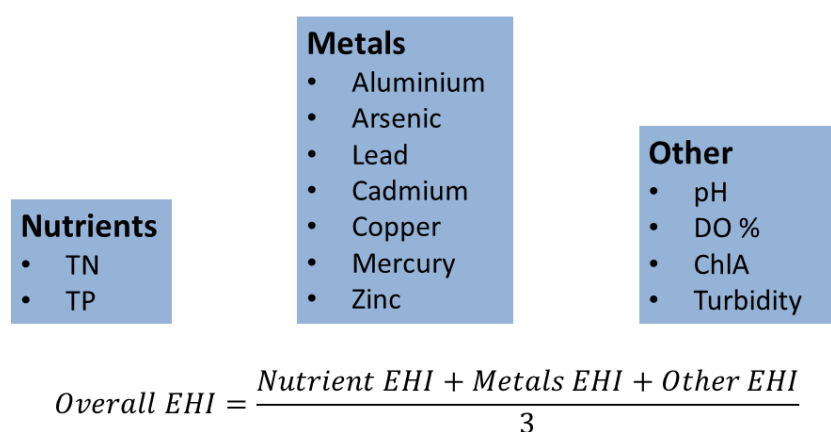 Metals
• Aluminium
• Arsenic
• Lead
• Cadmium
• Copper
• Mercury
• Zinc
Other
• pH
• DO %
• ChlA
• Turbidity
Nutrients
• TN
• TP
Overall EHI = (Nutrient EHI + Metals EHI + Other EHI) / 3